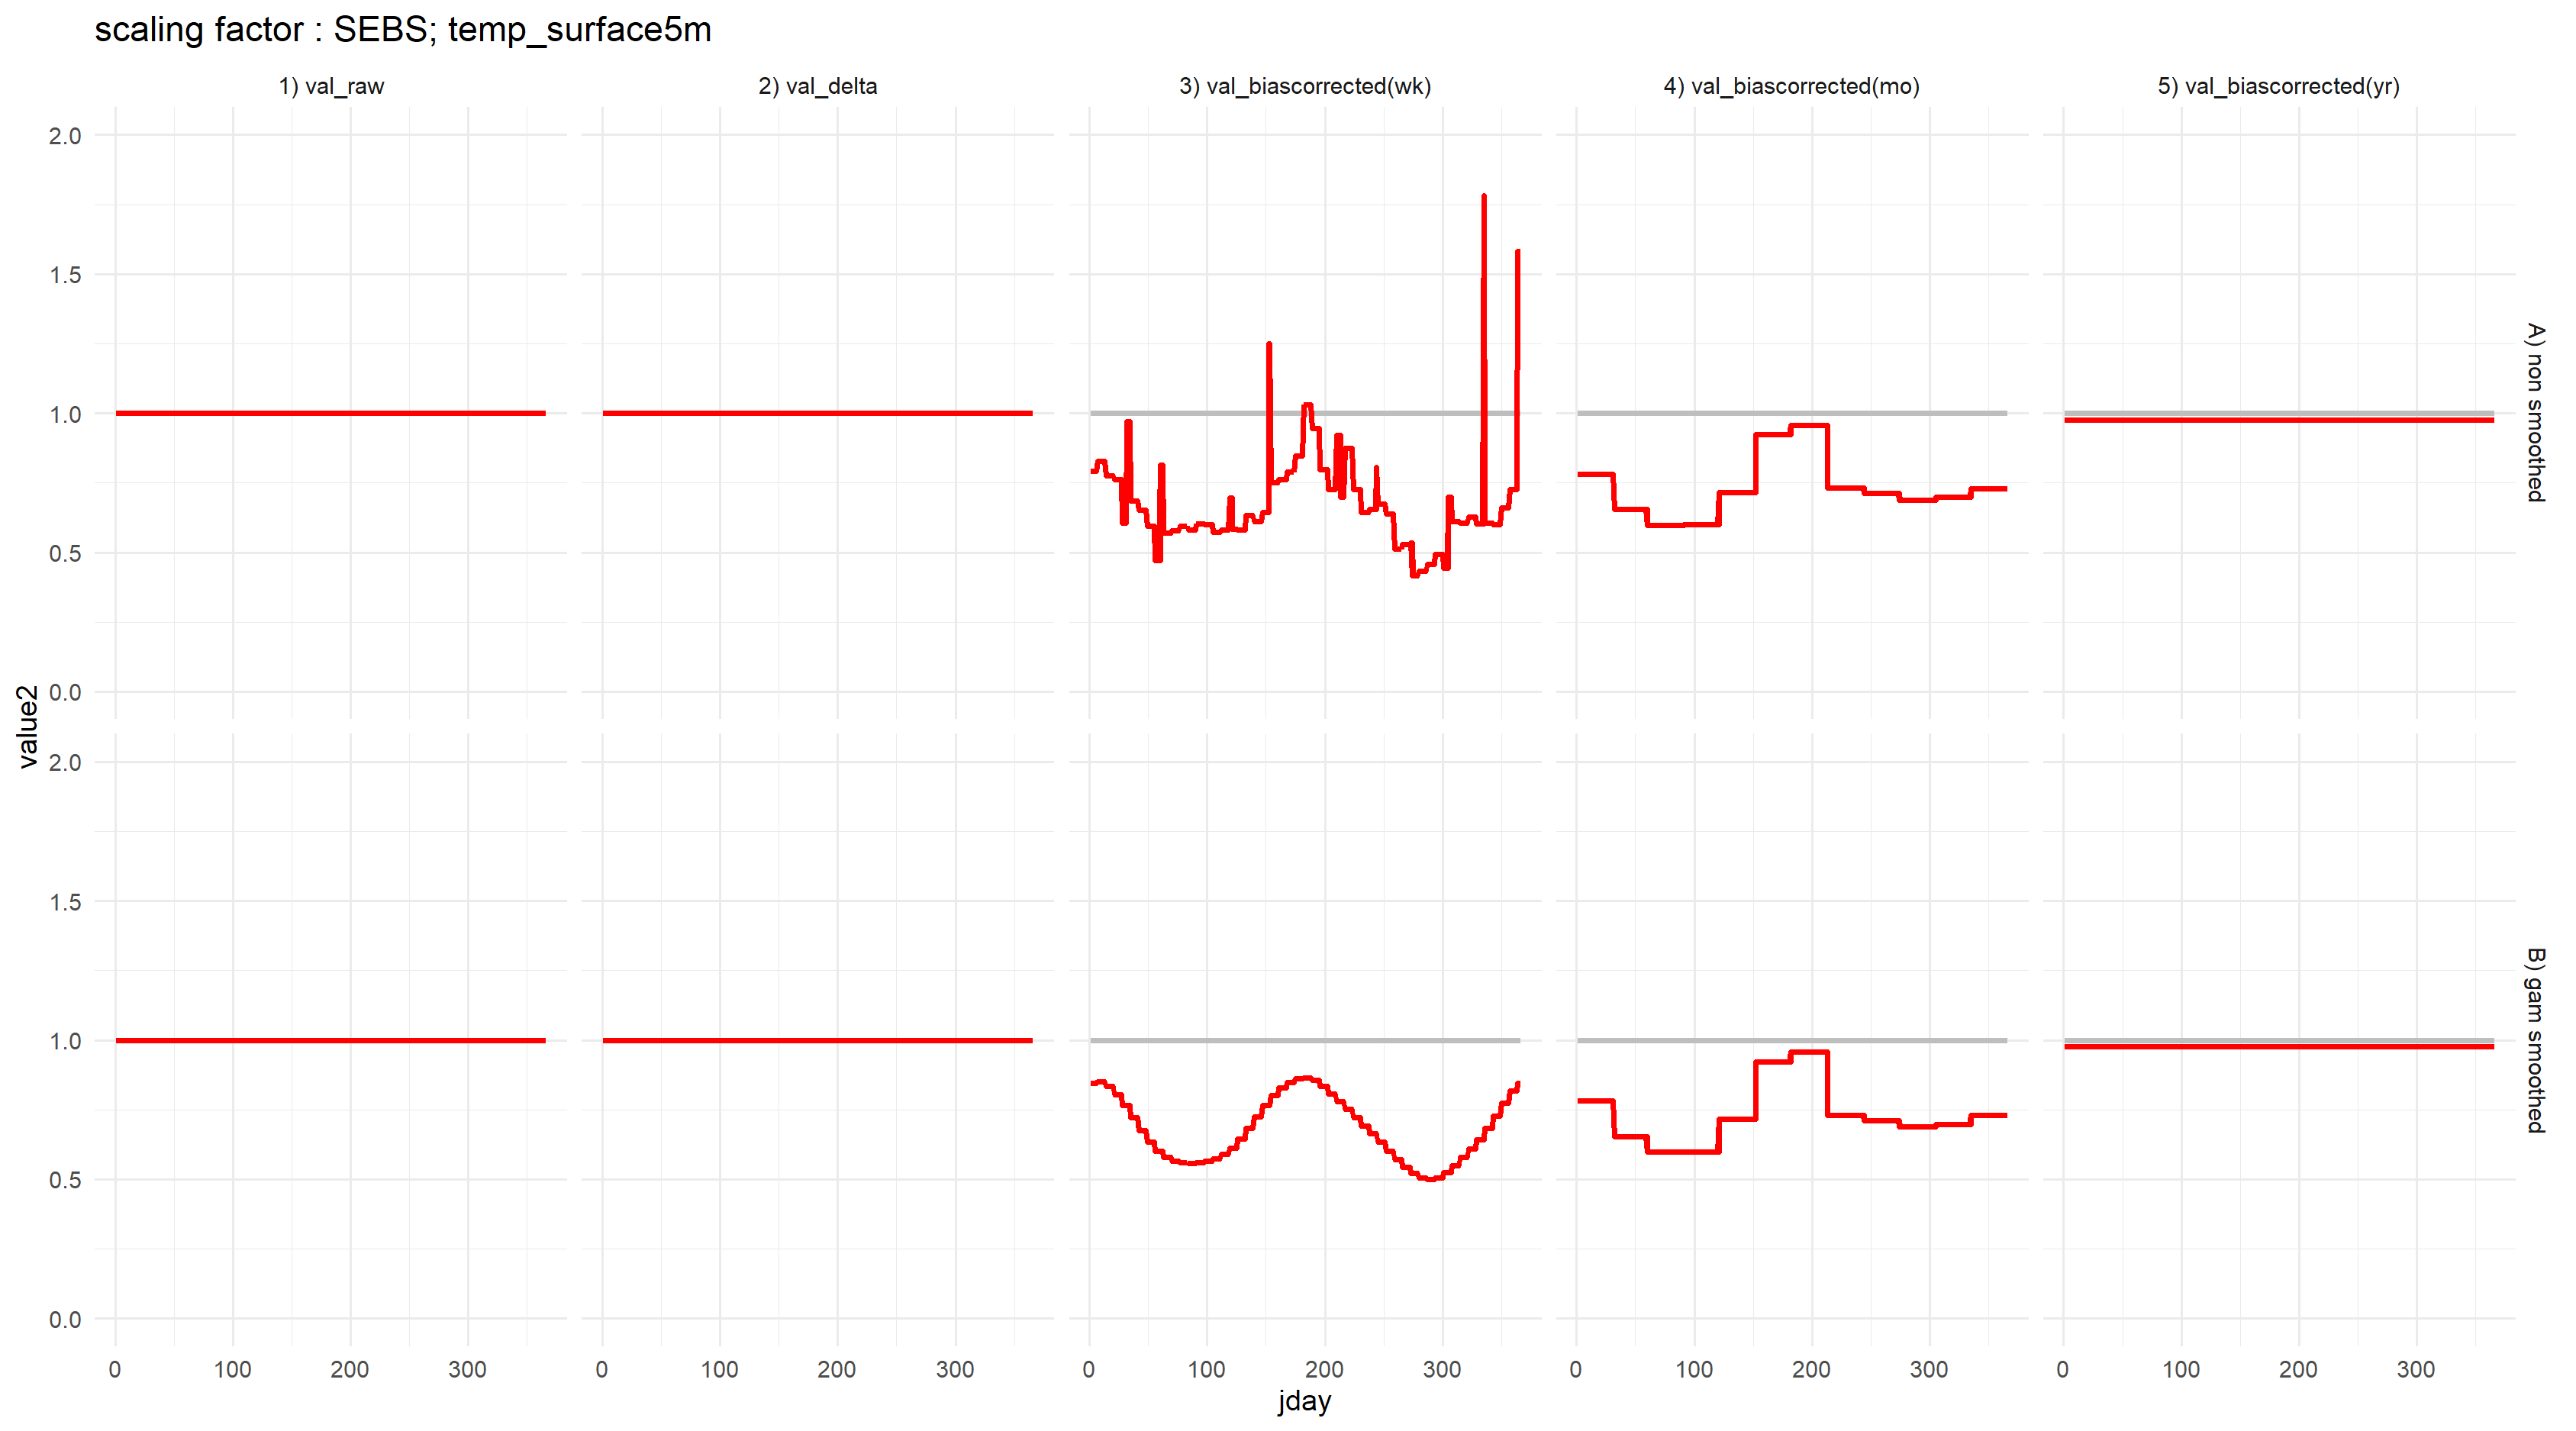 scaling factor : SEBS; temp_surface5m
1) val_raw
2) val_delta
3) val_biascorrected(wk)
4) val_biascorrected(mo)
5) val_biascorrected(yr)
2.0
1.5
1.0
0.5
0.0
A) non smoothed
value2
2.0
1.5
1.0
0.5
0.0
B) gam smoothed
0 100 200 300
0 100 200 300
0 100 200 300
0 100 200 300
0 100 200 300
jday